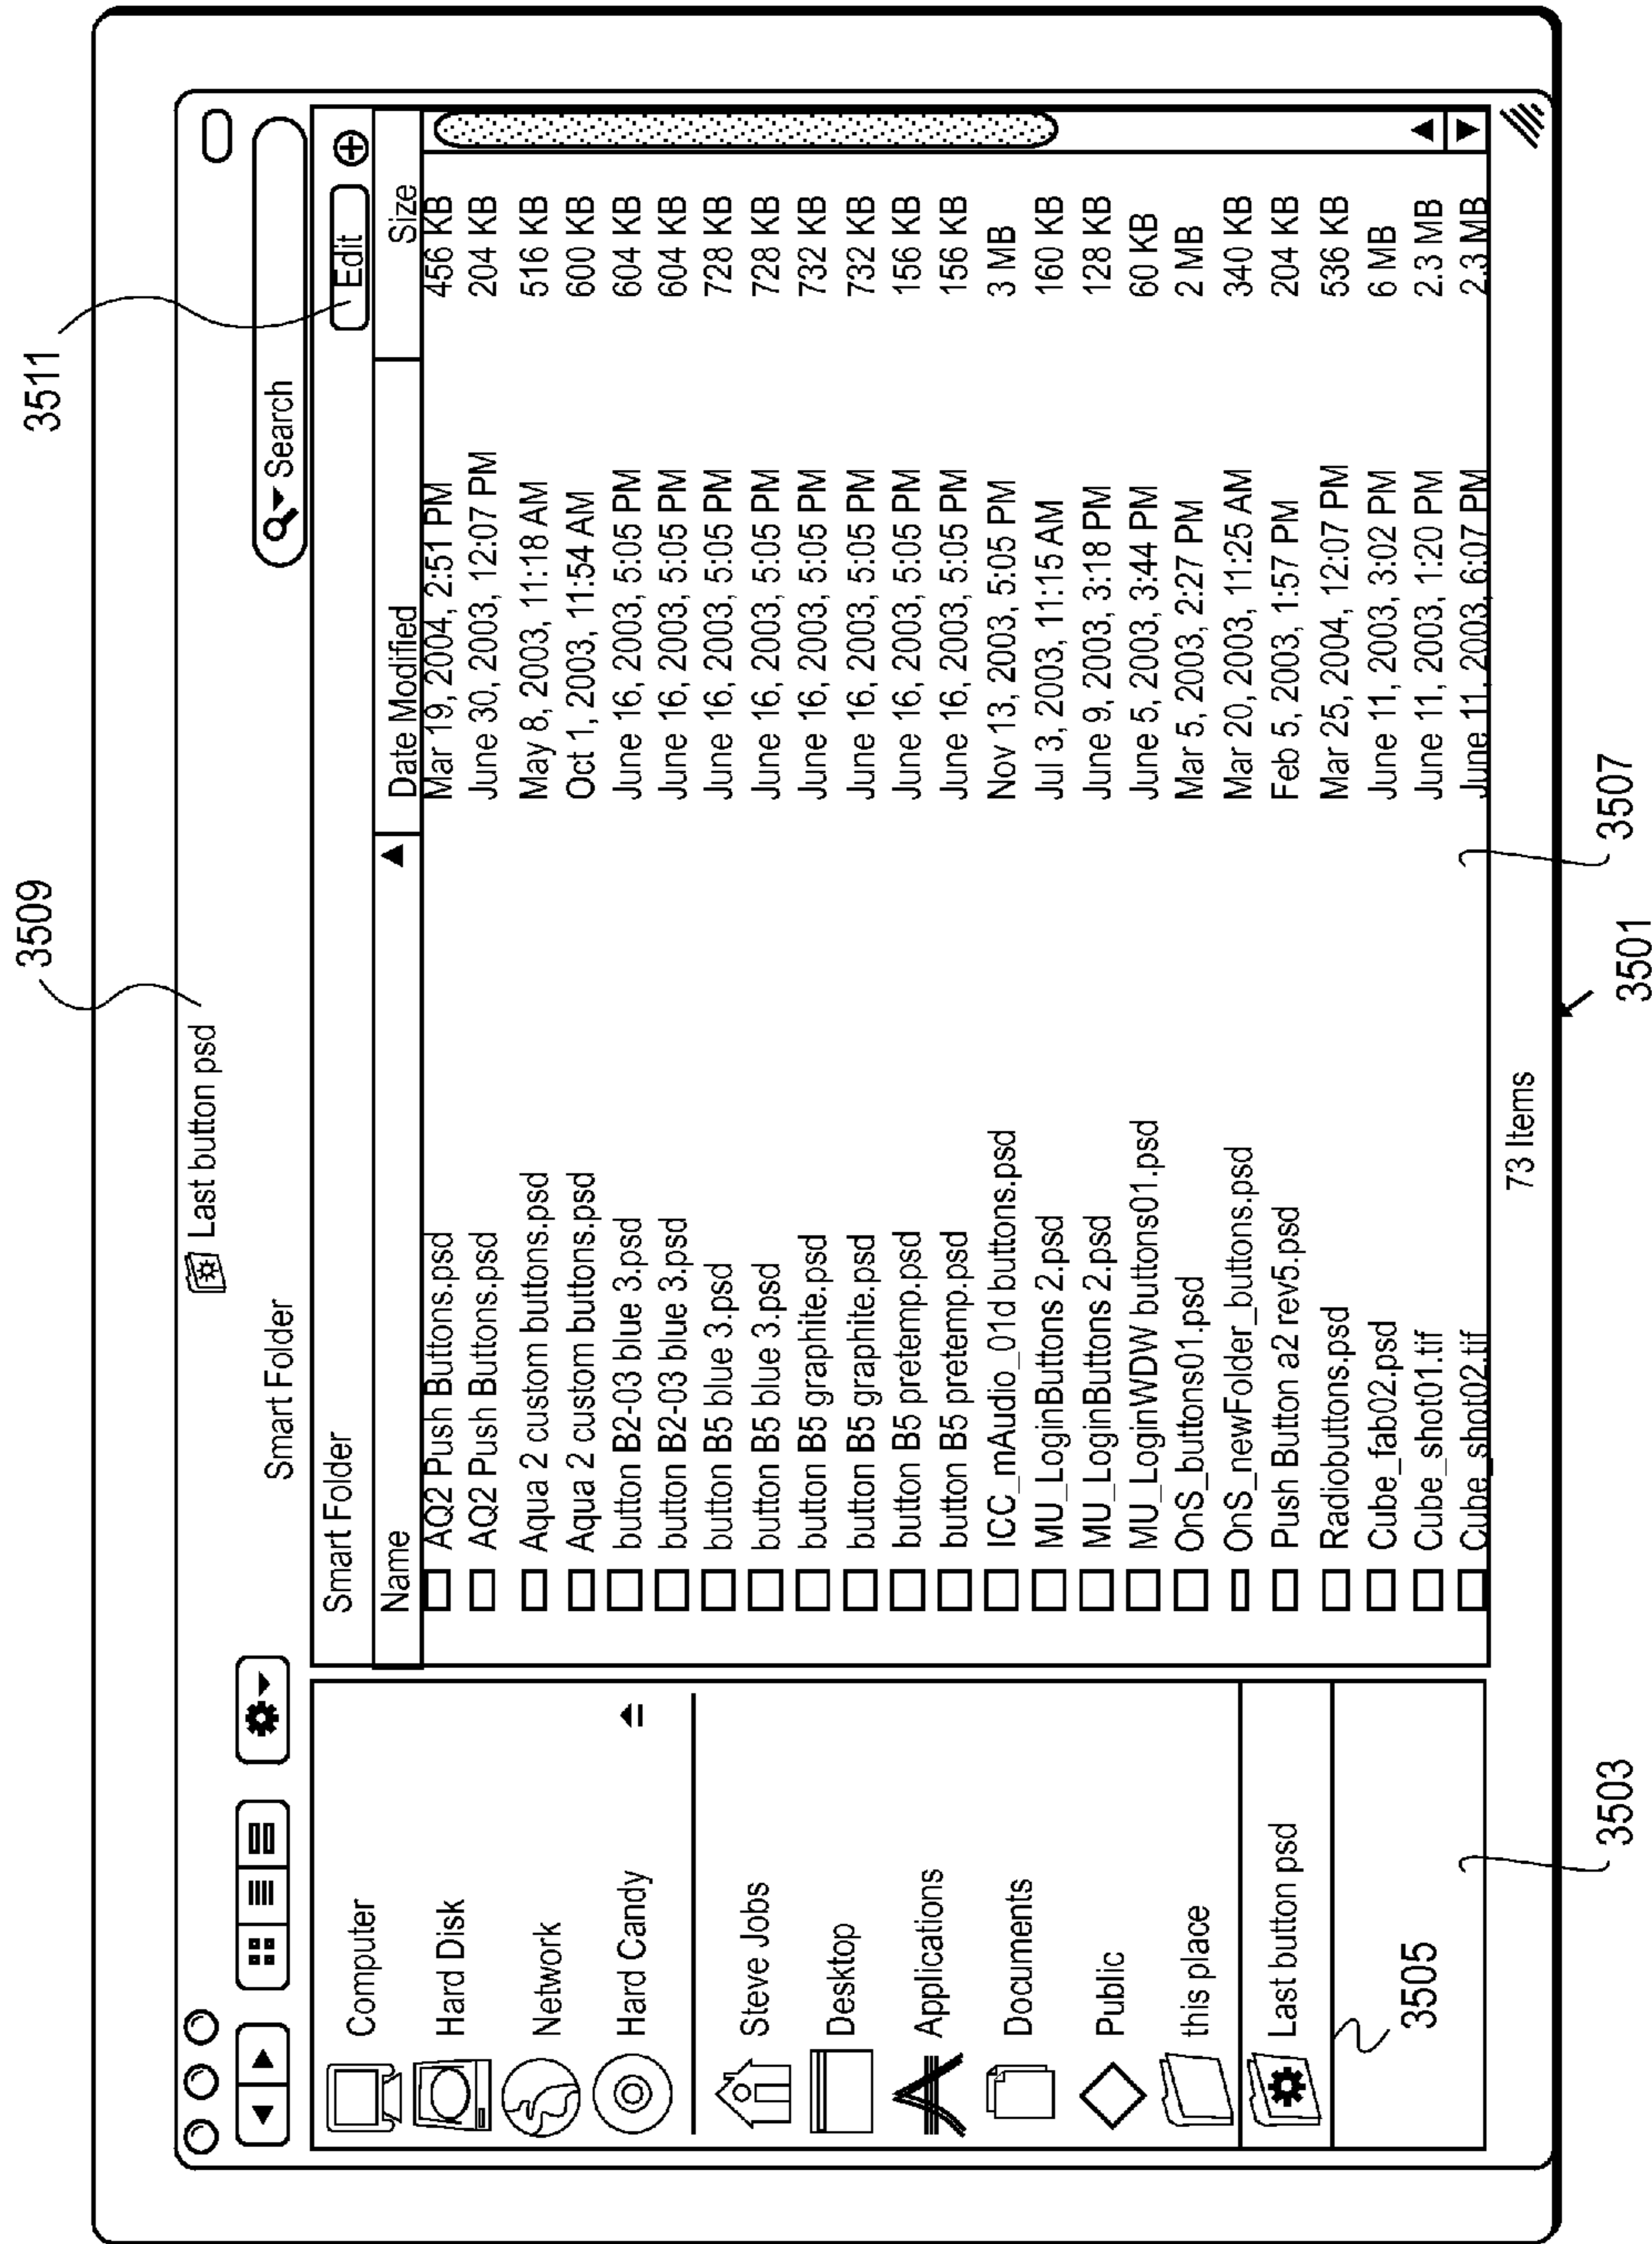 3509
3511
Last button psd
Smart Folder
Search
Computer
Hard Disk
Network
Hard Candy
Steve Jobs
Desktop
Applications
Documents
Public
this place
Last button psd
3505
Smart Folder
Edit
Name Date Modified Size
AQ2 Push Buttons.psd Mar 19, 2004, 2:51 PM 456 KB
AQ2 Push Buttons.psd June 30, 2003, 12:07 PM 204 KB
Aqua 2 custom buttons.psd May 8, 2003, 11:18 AM 516 KB
Aqua 2 custom buttons.psd Oct 1, 2003, 11:54 AM 600 KB
button B2-03 blue 3.psd June 16, 2003, 5:05 PM 604 KB
button B2-03 blue 3.psd June 16, 2003, 5:05 PM 604 KB
button B5 blue 3.psd June 16, 2003, 5:05 PM 728 KB
button B5 blue 3.psd June 16, 2003, 5:05 PM 728 KB
button B5 graphite.psd June 16, 2003, 5:05 PM 732 KB
button B5 graphite.psd June 16, 2003, 5:05 PM 732 KB
button B5 pretemp.psd June 16, 2003, 5:05 PM 156 KB
button B5 pretemp.psd June 16, 2003, 5:05 PM 156 KB
ICC_mAudio_01d buttons.psd Nov 13, 2003, 5:05 PM 3 MB
MU_LoginButtons 2.psd Jul 3, 2003, 11:15 AM 160 KB
MU_LoginButtons 2.psd June 9, 2003, 3:18 PM 128 KB
MU_LoginWDW buttons01.psd June 5, 2003, 3:44 PM 60 KB
OnS_buttons01.psd Mar 5, 2003, 2:27 PM 2 MB
OnS_newFolder_buttons.psd Mar 20, 2003, 11:25 AM 340 KB
Push Button a2 rev5.psd Feb 5, 2003, 1:57 PM 204 KB
Radiobuttons.psd Mar 25, 2004, 12:07 PM 536 KB
Cube_fab02.psd June 11, 2003, 3:02 PM 6 MB
Cube_shot01.tif June 11, 2003, 1:20 PM 2.3 MB
Cube_shot02.tif June 11, 2003, 6:07 PM 2.3 MB
73 Items
3503
3501
3507